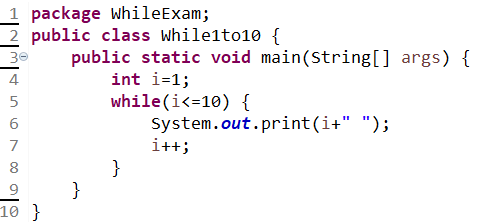 1 package WhileExam;
2 public class While1to10 {
3 public static void main(String[] args) {
4 int i=1;
5 while(i<=10) {
6 System.out.print(i+" ");
7 i++;
8 }
9 }
10 }